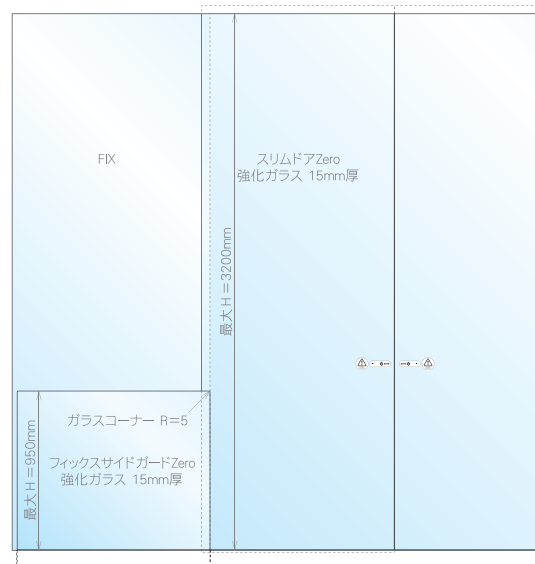 FIX
スリムドアZero
強化ガラス 15mm厚
最大H＝3200mm
ガラスコーナー R＝5
最大H＝950mm
フィックスサイドガードZero
強化ガラス 15mm厚